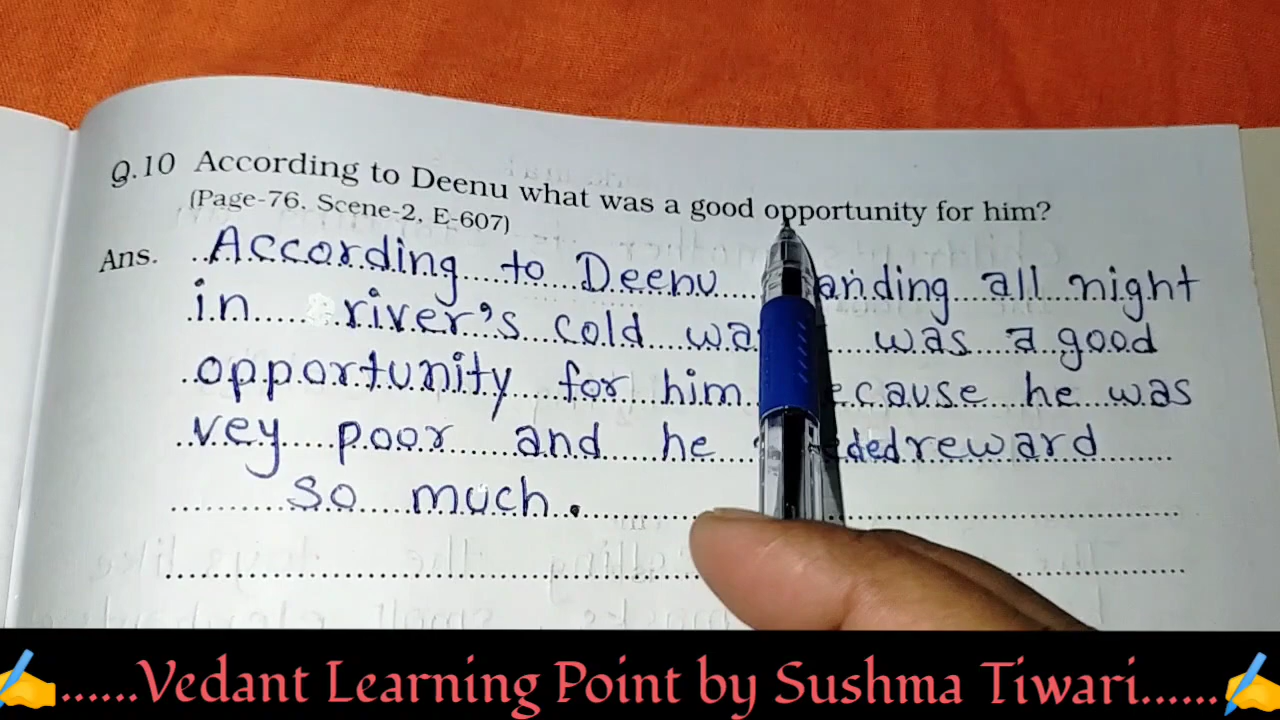 Q.10 According to Deenu what was a good opportunity for him?
(Page-76. Scene-2, E-607)
Ans. According to Deenu anding all night
in river's cold wa was a good
opportunity for him ecause he was
vey poor and he ded reward
so much.
✍️......Vedant Learning Point by Sushma Tiwari......✍️